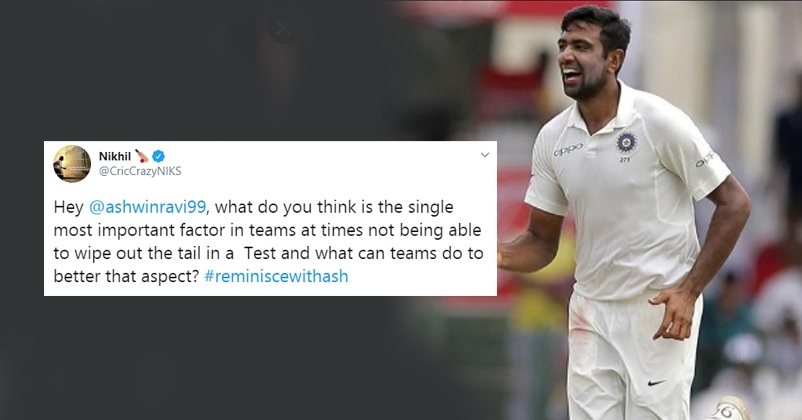 Nikhil
@CricCrazyNIKS
Hey @ashwinravi99, what do you think is the single
most important factor in teams at times not being able
to wipe out the tail in a Test and what can teams do to
better that aspect? #reminiscewithash
oppo
271